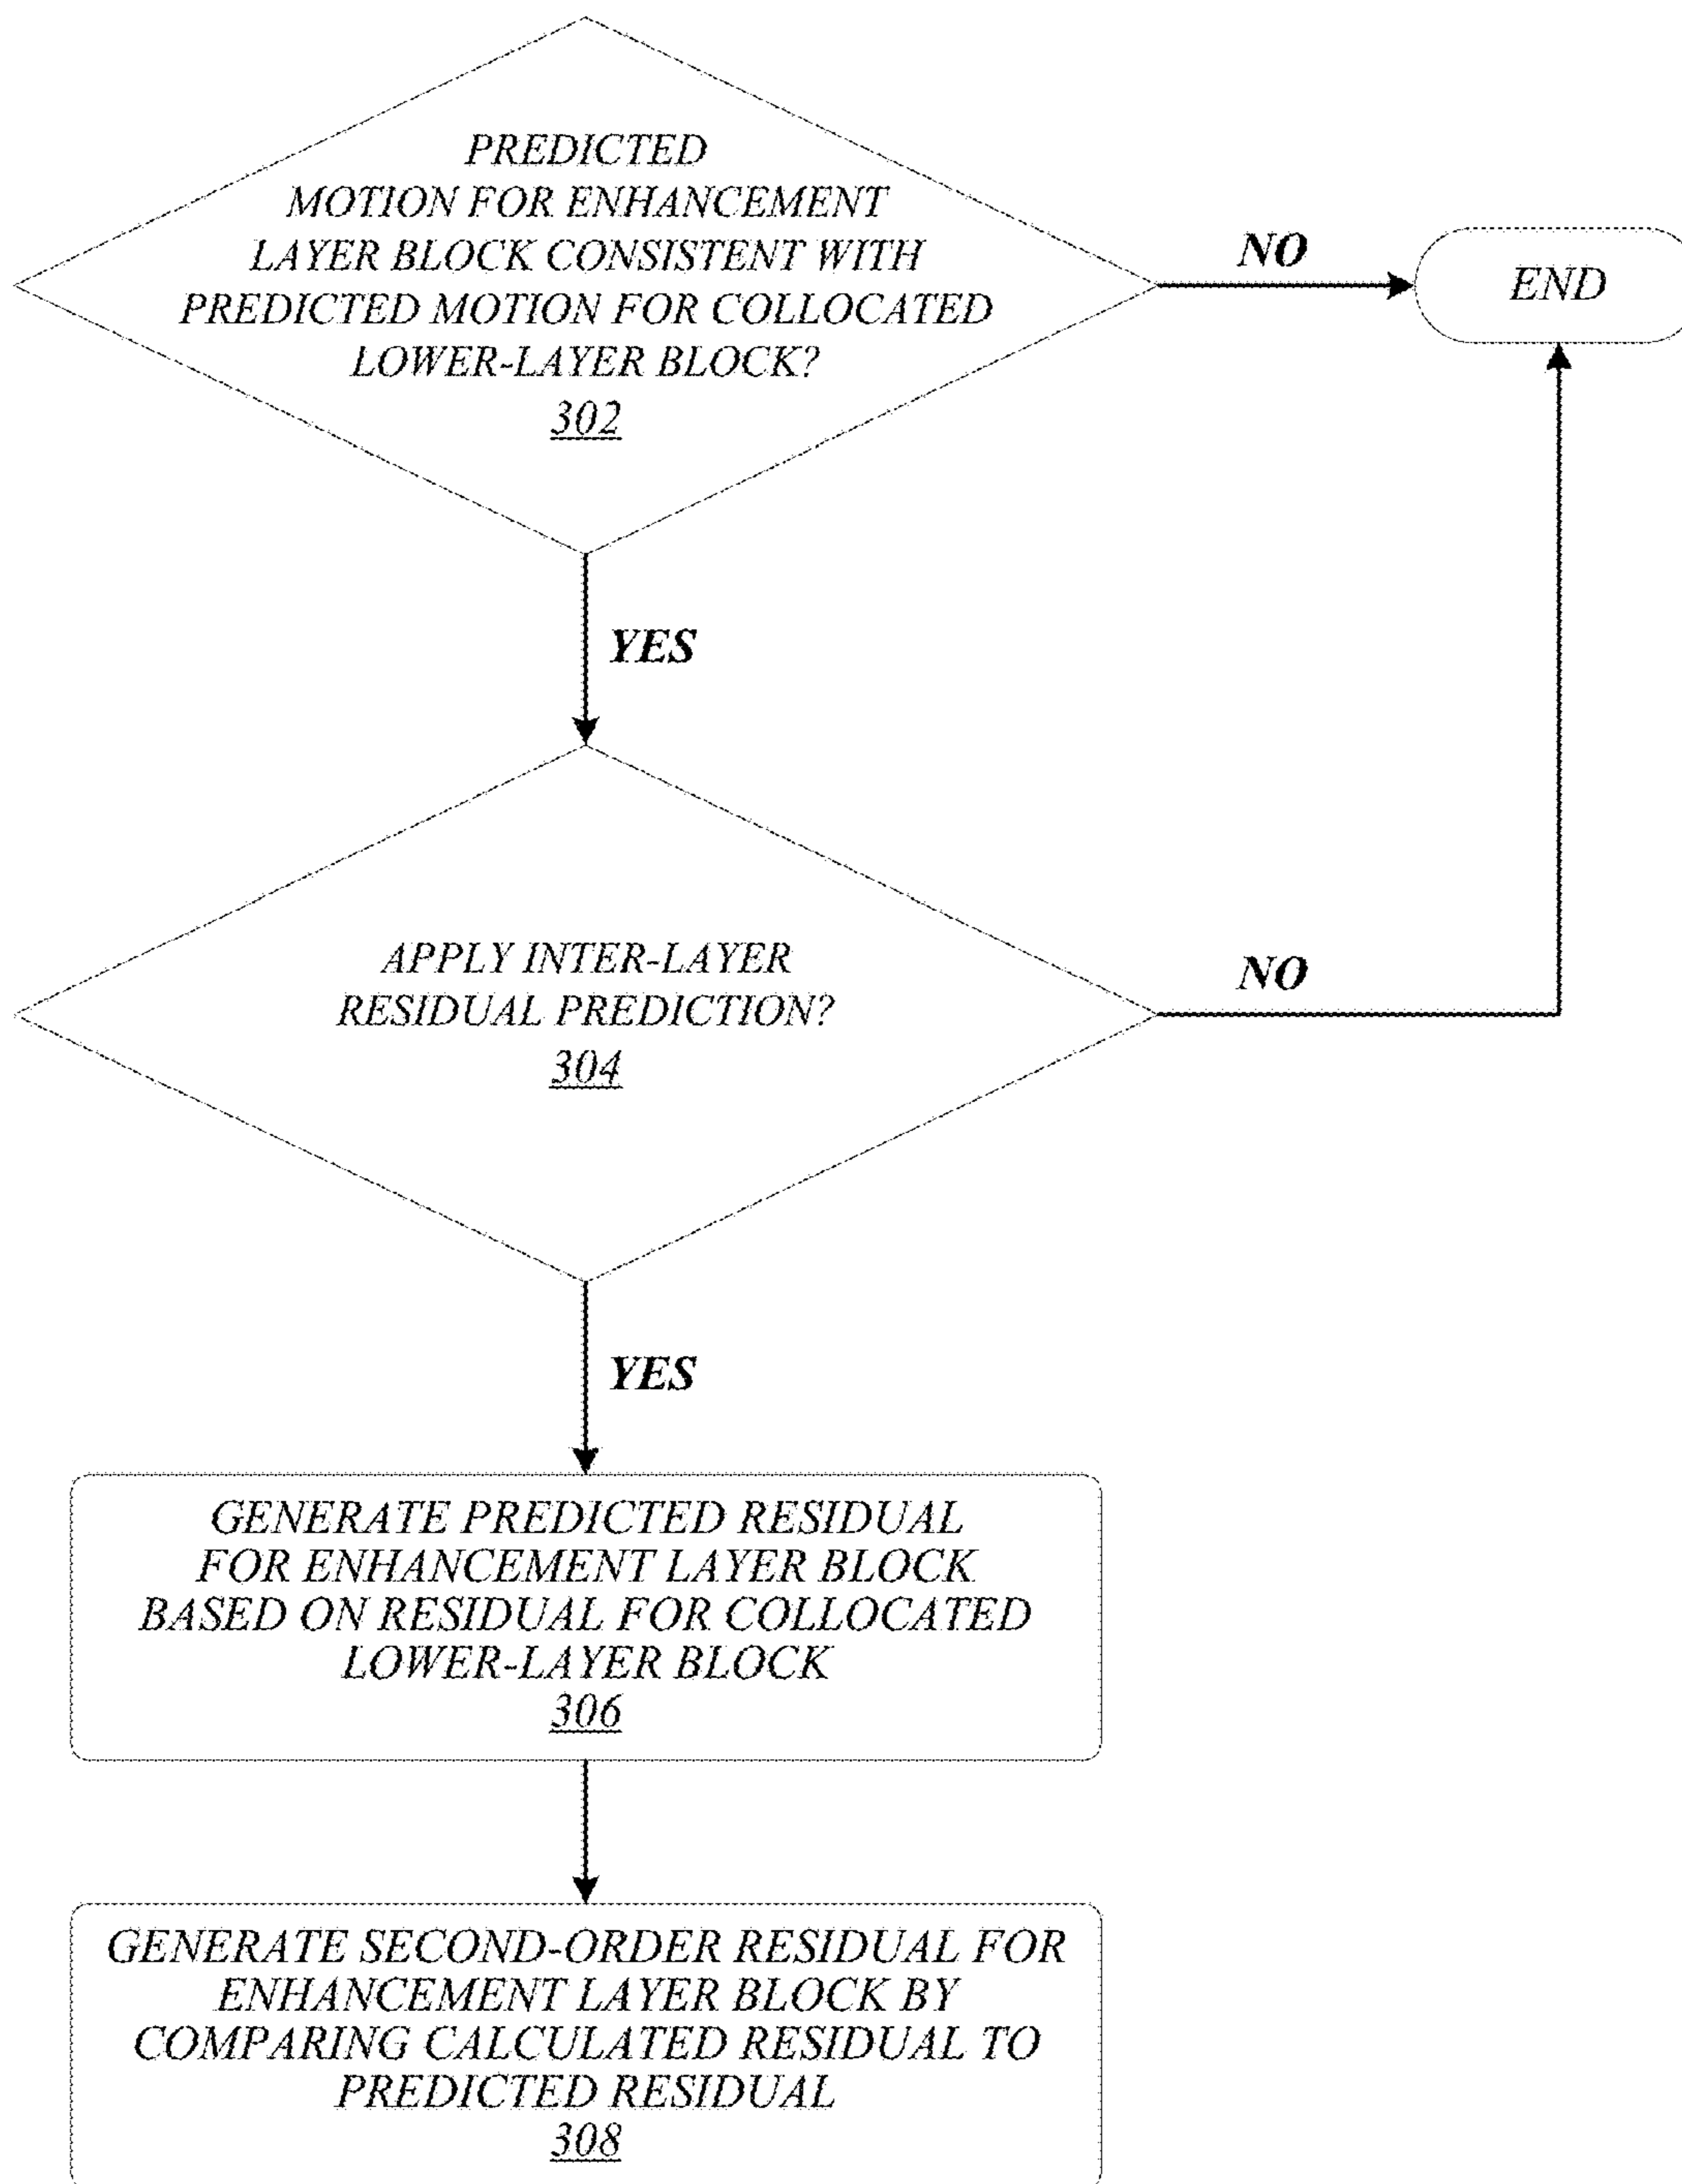 PREDICTED
MOTION FOR ENHANCEMENT
LAYER BLOCK CONSISTENT WITH
PREDICTED MOTION FOR COLLOCATED
LOWER-LAYER BLOCK?
302
NO
END
YES
APPLY INTER-LAYER
RESIDUAL PREDICTION?
304
NO
YES
GENERATE PREDICTED RESIDUAL
FOR ENHANCEMENT LAYER BLOCK
BASED ON RESIDUAL FOR COLLOCATED
LOWER-LAYER BLOCK
306
GENERATE SECOND-ORDER RESIDUAL FOR
ENHANCEMENT LAYER BLOCK BY
COMPARING CALCULATED RESIDUAL TO
PREDICTED RESIDUAL
308